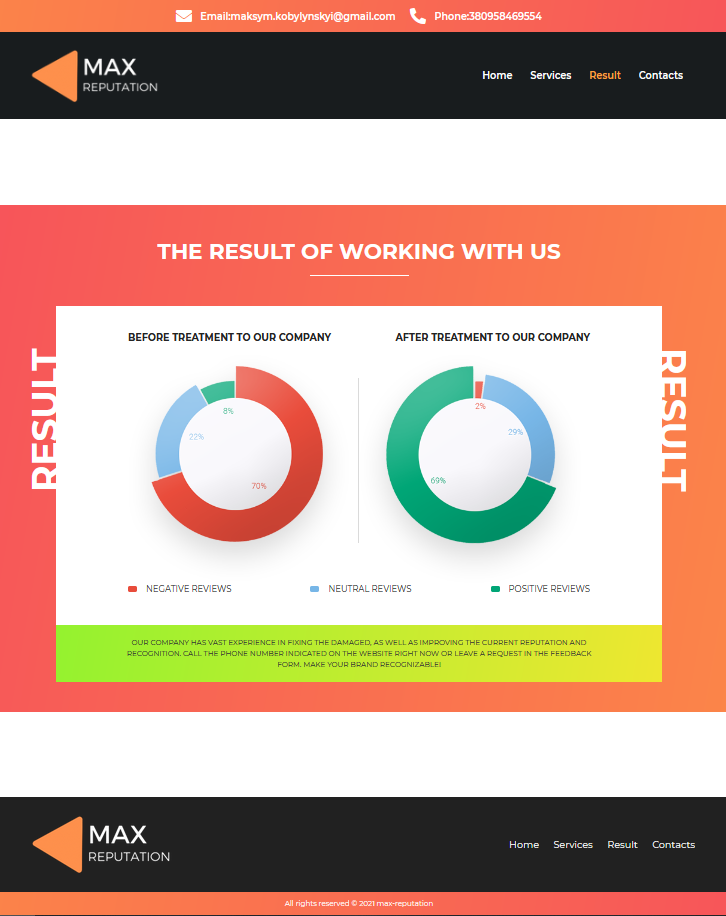 Email:maksym.kobylynskyi@gmail.com Phone:380958469554
MAX
REPUTATION
Home Services Result Contacts
THE RESULT OF WORKING WITH US
BEFORE TREATMENT TO OUR COMPANY
AFTER TREATMENT TO OUR COMPANY
RESULT
8%
22%
70%
2%
29%
69%
RESULT
NEGATIVE REVIEWS
NEUTRAL REVIEWS
POSITIVE REVIEWS
OUR COMPANY HAS VAST EXPERIENCE IN FIXING THE DAMAGED, AS WELL AS IMPROVING THE CURRENT REPUTATION AND
RECOGNITION. CALL THE PHONE NUMBER INDICATED ON THE WEBSITE RIGHT NOW OR LEAVE A REQUEST IN THE FEEDBACK
FORM. MAKE YOUR BRAND RECOGNIZABLE!
MAX
REPUTATION
Home Services Result Contacts
All rights reserved © 2021 max-reputation